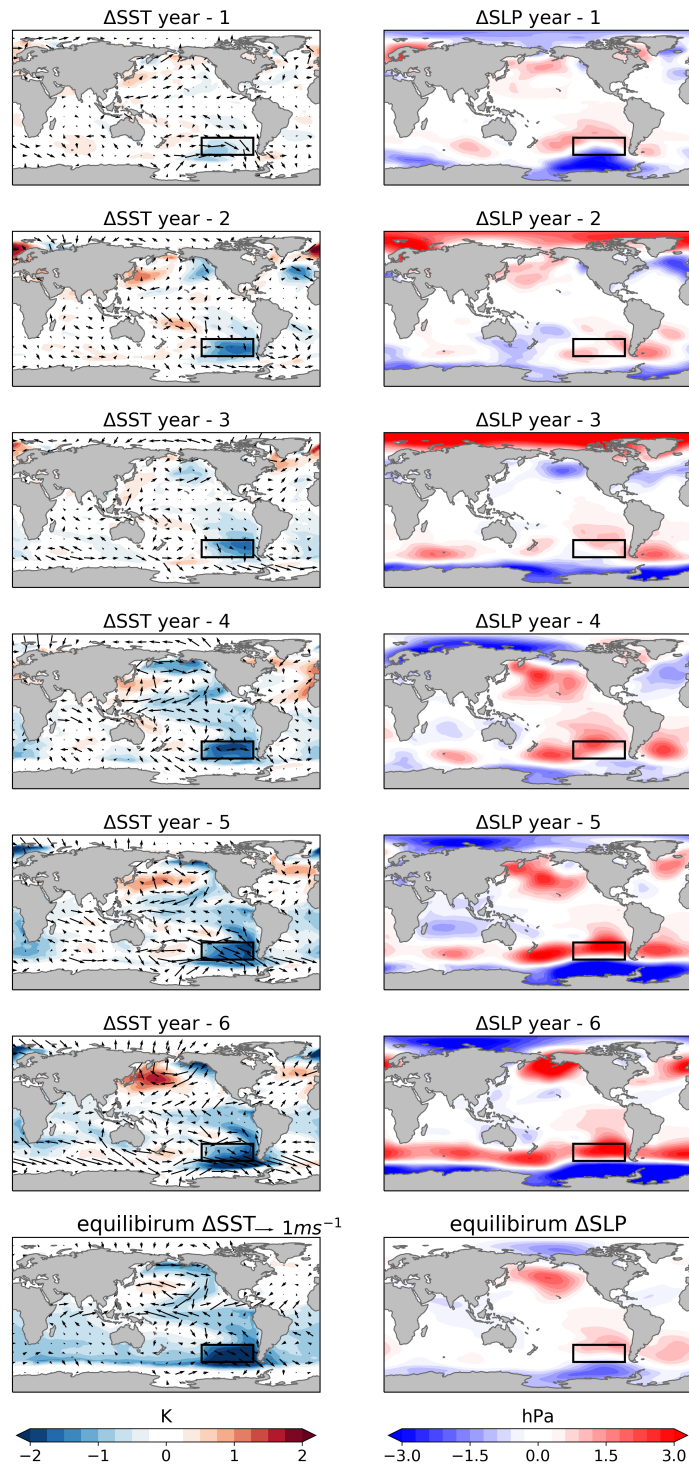 ΔSST year - 1
ΔSLP year - 1
ΔSST year - 2
ΔSLP year - 2
ΔSST year - 3
ΔSLP year - 3
ΔSST year - 4
ΔSLP year - 4
ΔSST year - 5
ΔSLP year - 5
ΔSST year - 6
ΔSLP year - 6
equilibirum ΔSST → 1ms⁻¹
equilibirum ΔSLP
K
hPa
−2 −1 0 1 2
−3.0 −1.5 0.0 1.5 3.0